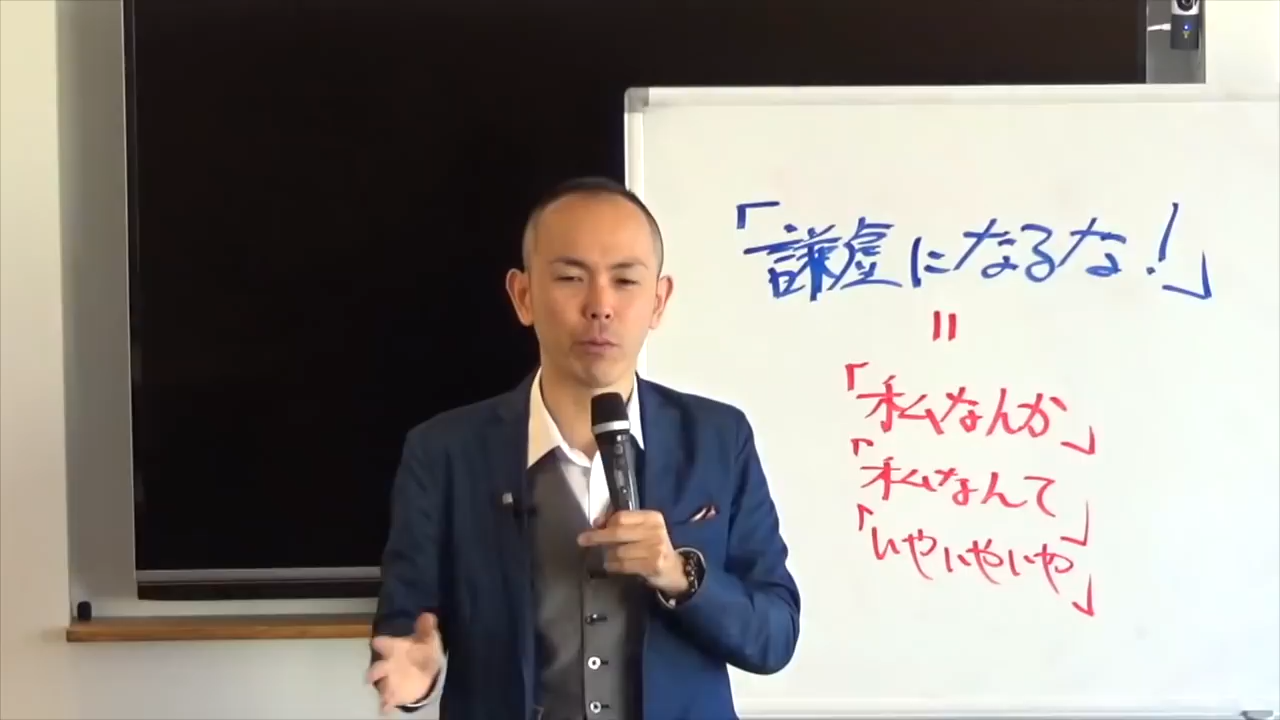 「謙虚になるな!」
=
「私なんか」
「私なんて」
「いやいやいや」